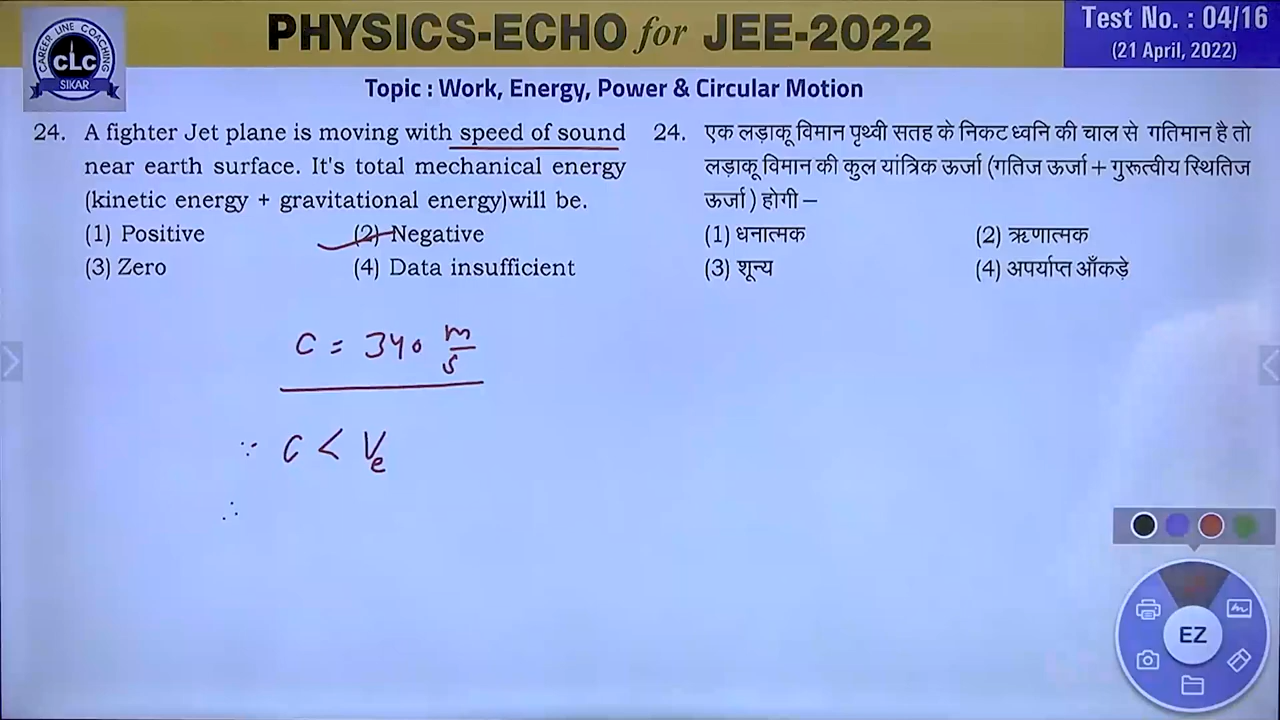 PHYSICS-ECHO for JEE-2022
Test No. : 04/16
(21 April, 2022)
CAREER LINE COACHING
CLC
SIKAR
Topic : Work, Energy, Power & Circular Motion
24. A fighter Jet plane is moving with speed of sound
near earth surface. It's total mechanical energy
(kinetic energy + gravitational energy)will be.
(1) Positive (2) Negative
(3) Zero (4) Data insufficient
24. एक लड़ाकू विमान पृथ्वी सतह के निकट ध्वनि की चाल से गतिमान है तो
लड़ाकू विमान की कुल यांत्रिक ऊर्जा (गतिज ऊर्जा + गुरूत्वीय स्थितिज
ऊर्जा ) होगी –
(1) धनात्मक (2) ऋणात्मक
(3) शून्य (4) अपर्याप्त आँकड़े
C = 340 m/s
∵ C < Ve
∴
EZ